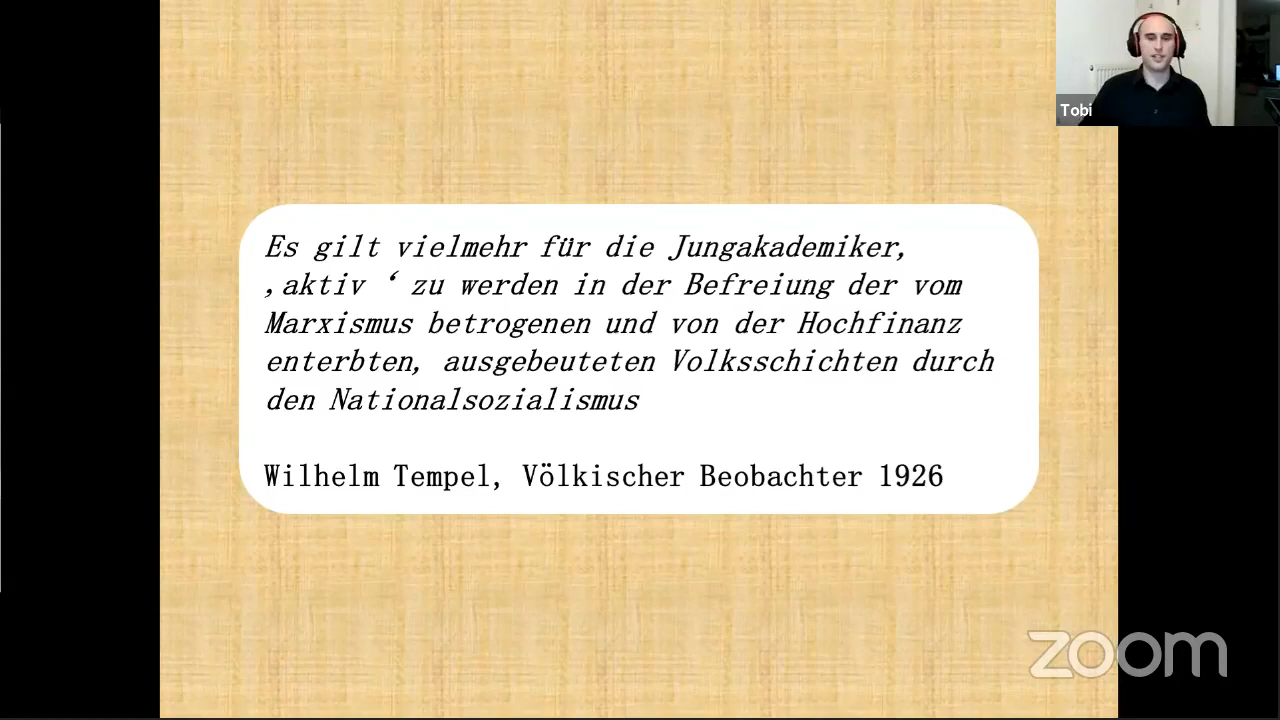 Tobi
Es gilt vielmehr für die Jungakademiker,
‚aktiv ‘ zu werden in der Befreiung der vom
Marxismus betrogenen und von der Hochfinanz
enterbten, ausgebeuteten Volksschichten durch
den Nationalsozialismus
Wilhelm Tempel, Völkischer Beobachter 1926
zoom